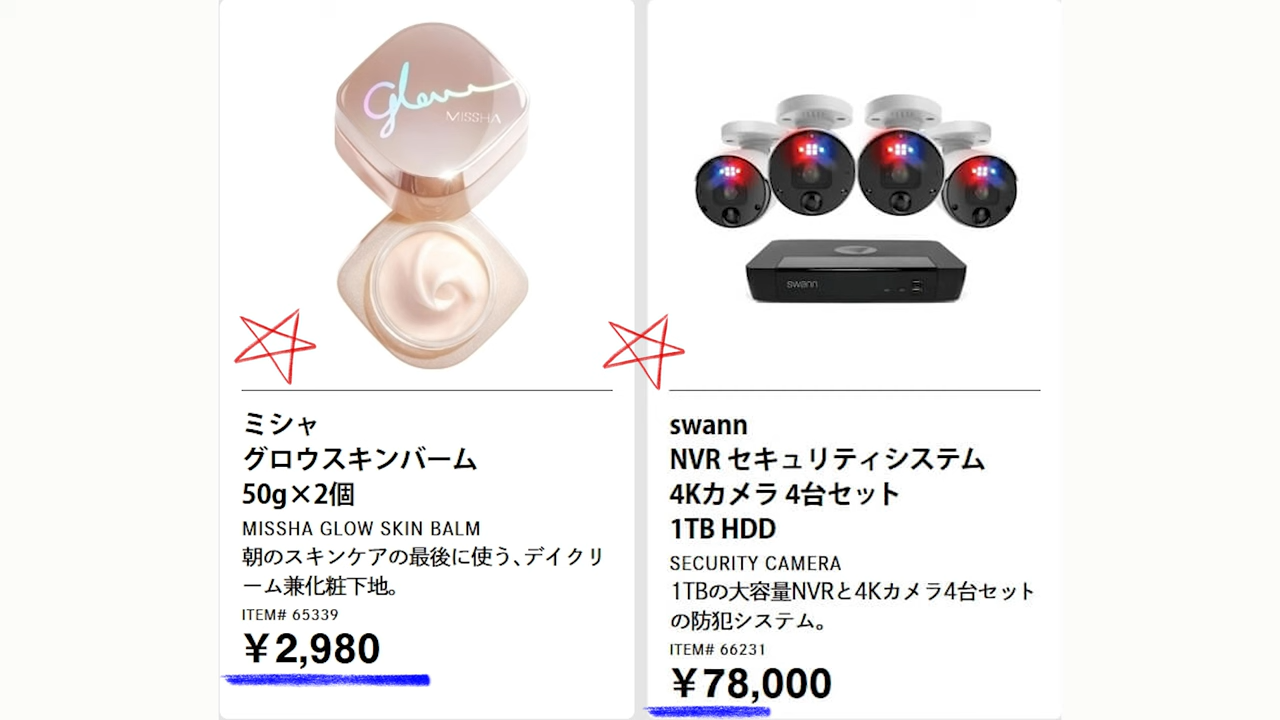 glow
MISSHA
ミシャ
グロウスキンバーム
50g×2個
MISSHA GLOW SKIN BALM
朝のスキンケアの最後に使う、デイクリ
ーム兼化粧下地。
ITEM# 65339
¥2,980
swann
swann
NVR セキュリティシステム
4Kカメラ 4台セット
1TB HDD
SECURITY CAMERA
1TBの大容量NVRと4Kカメラ4台セット
の防犯システム。
ITEM# 66231
¥78,000